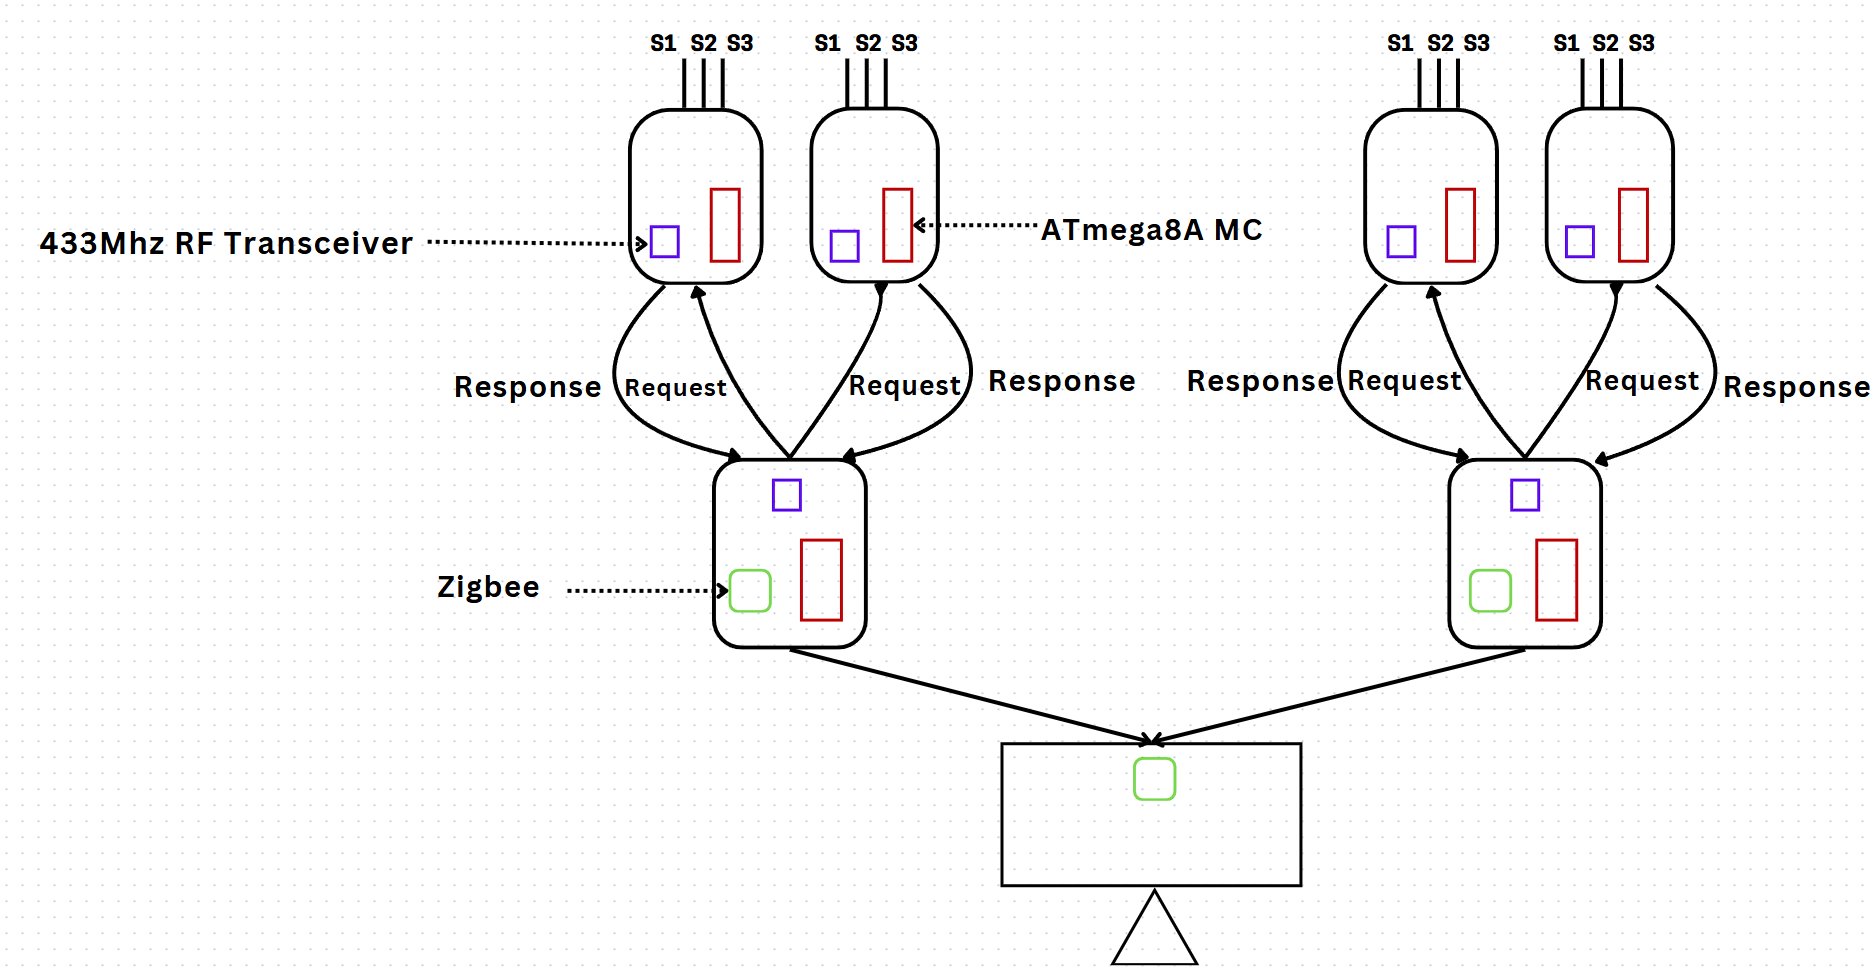 S1 S2 S3 S1 S2 S3 S1 S2 S3 S1 S2 S3
433Mhz RF Transceiver
ATmega8A MC
Response Request Request Response Response Request Request Response
Zigbee